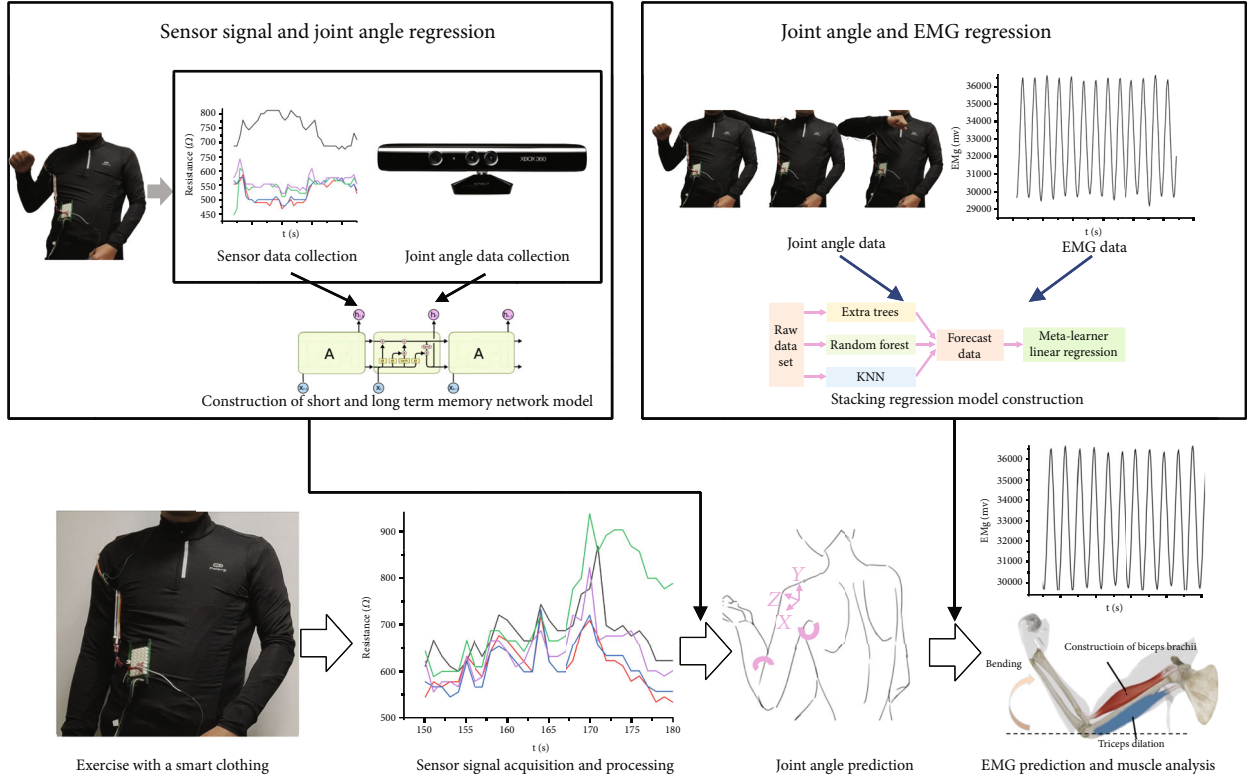 Sensor signal and joint angle regression
800
750
700
650
600
550
500
450
Resistance (Ω)
t (s)
XBOX 360
Sensor data collection
Joint angle data collection
A
A
Construction of short and long term memory network model
Joint angle and EMG regression
36000
35000
34000
33000
32000
31000
30000
29000
EMg (mv)
t (s)
Joint angle data
EMG data
Raw
data
set
Extra trees
Random forest
KNN
Forecast
data
Meta-learner
linear regression
Stacking regression model construction
Exercise with a smart clothing
900
800
700
600
500
Resistance (Ω)
150
155
160
165
170
175
180
t (s)
Sensor signal acquisition and processing
Y
Z
X
Joint angle prediction
36000
35000
34000
33000
32000
31000
30000
EMg (mv)
t (s)
Bending
Constructioin of biceps brachii
Triceps dilation
EMG prediction and muscle analysis